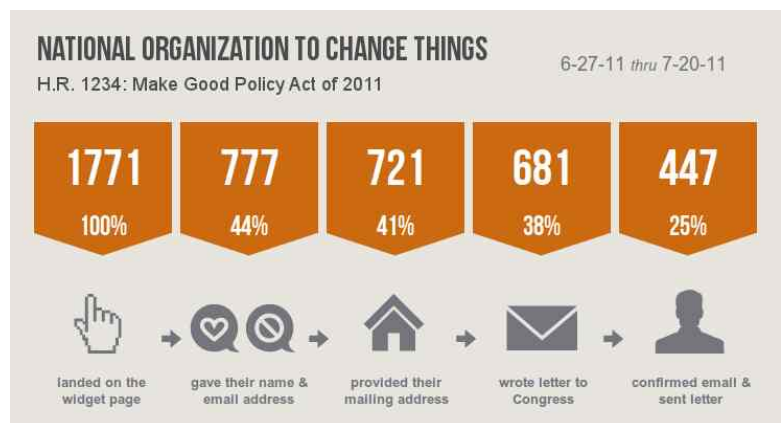 NATIONAL ORGANIZATION TO CHANGE THINGS
6-27-11 thru 7-20-11
H.R. 1234: Make Good Policy Act of 2011
1771
777
721
681
447
100%
44%
41%
38%
25%
landed on the
widget page
gave their name &
email address
provided their
mailing address
wrote letter to
Congress
confirmed email &
sent letter